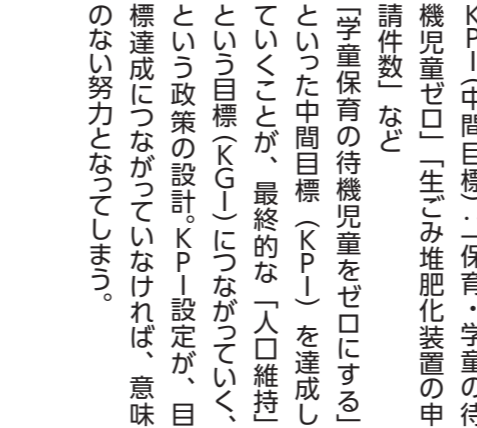 KPI（中間目標）：「保育・学童の待
機児童ゼロ」「生ごみ堆肥化装置の申
請件数」など
「学童保育の待機児童をゼロにする」
といった中間目標（KPI）を達成し
ていくことが、最終的な「人口維持」
という目標（KGI）につながっていく、
という政策の設計。KPI設定が、目
標達成につながっていなければ、意味
のない努力となってしまう。